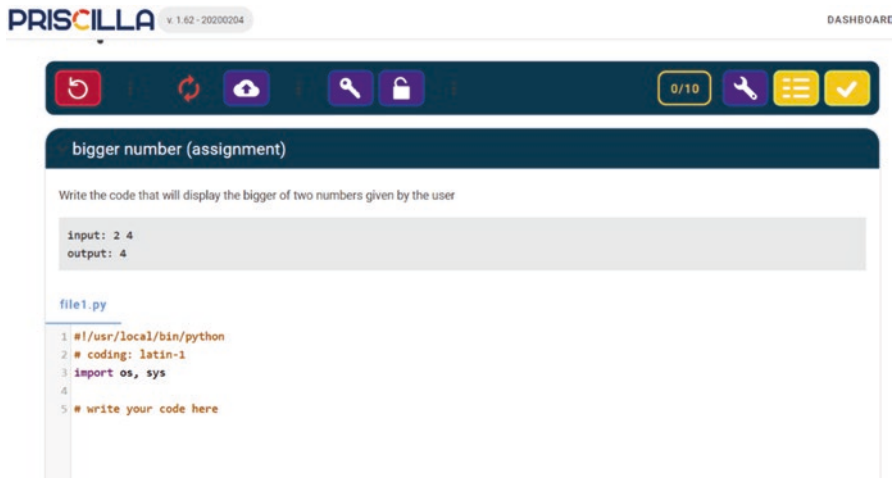 PRISCILLA v. 1.62 - 20200204 DASHBOARD
0/10
bigger number (assignment)
Write the code that will display the bigger of two numbers given by the user
input: 2 4
output: 4
file1.py
1 #!/usr/local/bin/python
2 # coding: latin-1
3 import os, sys
4
5 # write your code here